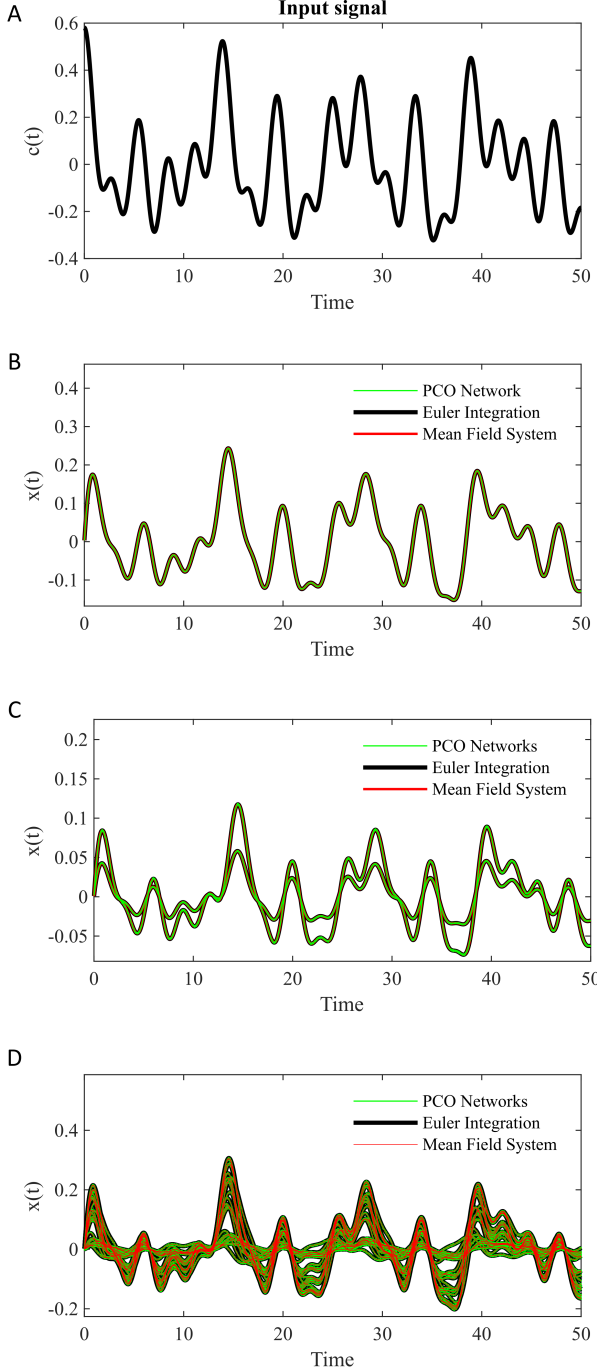 A
Input signal
0.6
0.4
0.2
0
-0.2
-0.4
c(t)
0 10 20 30 40 50
Time
B
0.4
0.3
0.2
0.1
0
-0.1
x(t)
PCO Network
Euler Integration
Mean Field System
0 10 20 30 40 50
Time
C
0.2
0.15
0.1
0.05
0
-0.05
x(t)
PCO Networks
Euler Integration
Mean Field System
0 10 20 30 40 50
Time
D
0.4
0.2
0
-0.2
x(t)
PCO Networks
Euler Integration
Mean Field System
0 10 20 30 40 50
Time